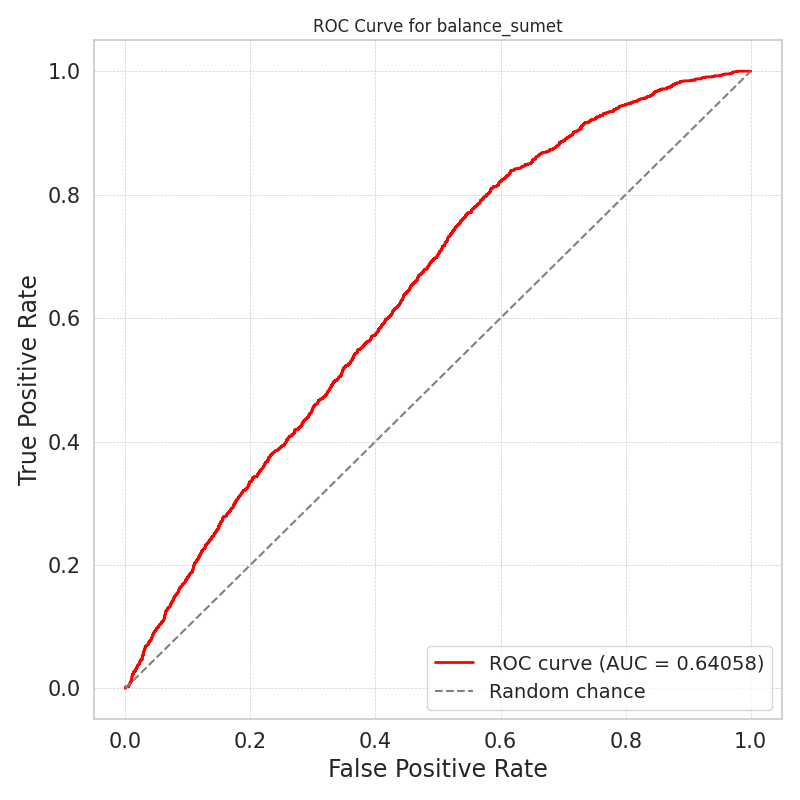 ROC Curve for balance_sumet
True Positive Rate
1.0
0.8
0.6
0.4
0.2
0.0
ROC curve (AUC = 0.64058)
Random chance
0.0 0.2 0.4 0.6 0.8 1.0
False Positive Rate